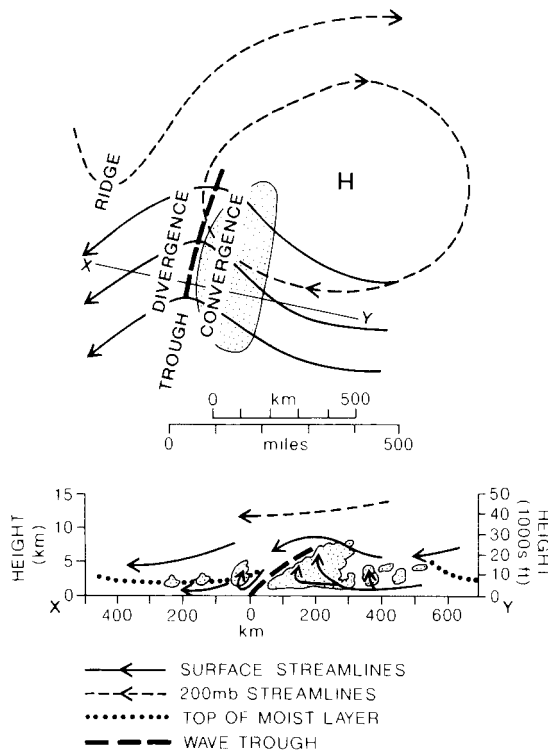 RIDGE
H
DIVERGENCE
CONVERGENCE
TROUGH
X
Y
0 km 500
0 miles 500
HEIGHT
(km)
15
10
5
0
50
40
30
20
10
0
HEIGHT
(1000s ft)
X 400 200 0 200 400 600 Y
km
SURFACE STREAMLINES
200mb STREAMLINES
TOP OF MOIST LAYER
WAVE TROUGH